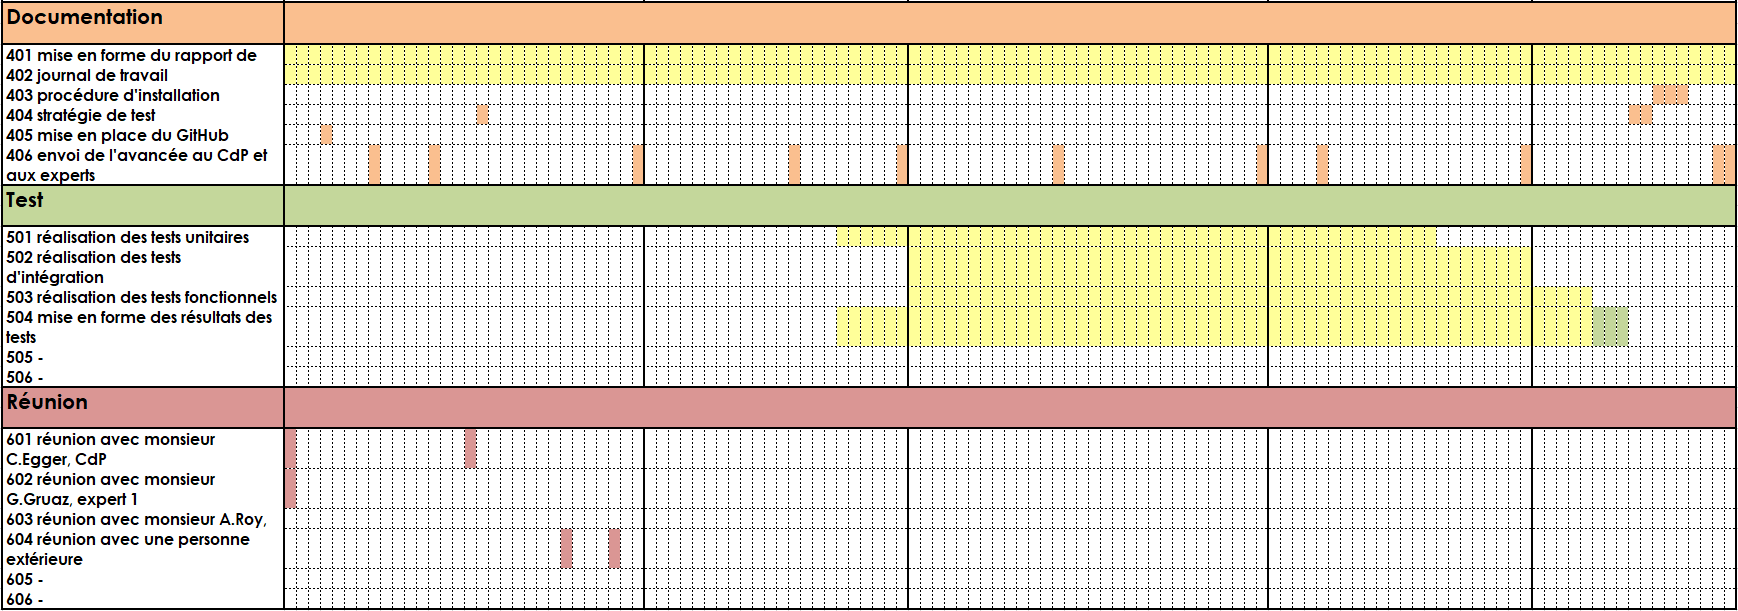 Documentation
401 mise en forme du rapport de
402 journal de travail
403 procédure d'installation
404 stratégie de test
405 mise en place du GitHub
406 envoi de l'avancée au CdP et
aux experts
Test
501 réalisation des tests unitaires
502 réalisation des tests
d'intégration
503 réalisation des tests fonctionnels
504 mise en forme des résultats des
tests
505 -
506 -
Réunion
601 réunion avec monsieur
C.Egger, CdP
602 réunion avec monsieur
G.Gruaz, expert 1
603 réunion avec monsieur A.Roy,
604 réunion avec une personne
extérieure
605 -
606 -